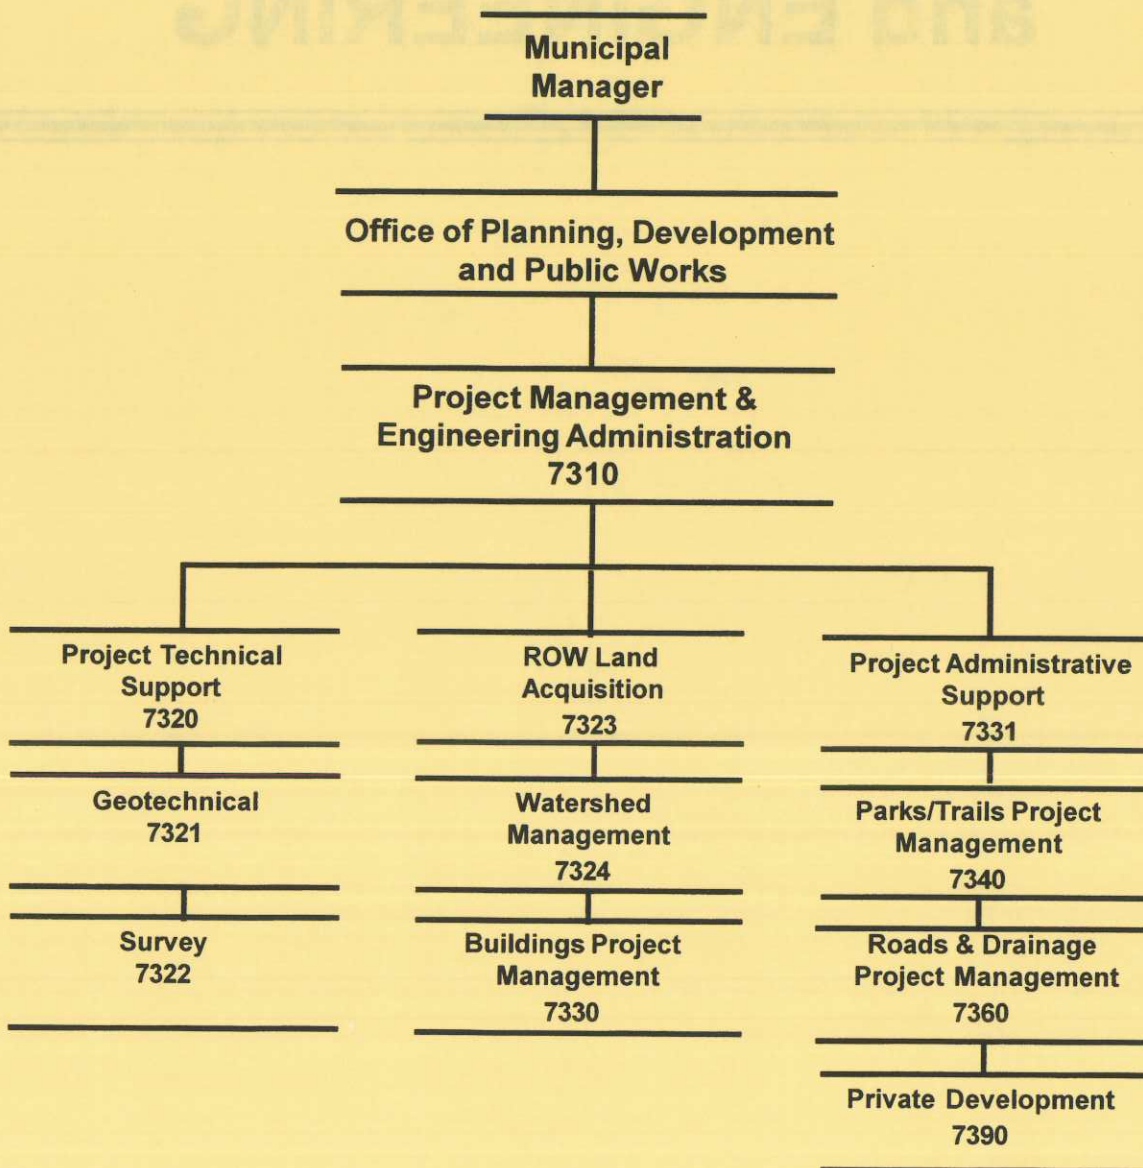 and ENGINEERING
Municipal
Manager
Office of Planning, Development
and Public Works
Project Management &
Engineering Administration
7310
Project Technical
Support
7320
Geotechnical
7321
Survey
7322
ROW Land
Acquisition
7323
Watershed
Management
7324
Buildings Project
Management
7330
Project Administrative
Support
7331
Parks/Trails Project
Management
7340
Roads & Drainage
Project Management
7360
Private Development
7390